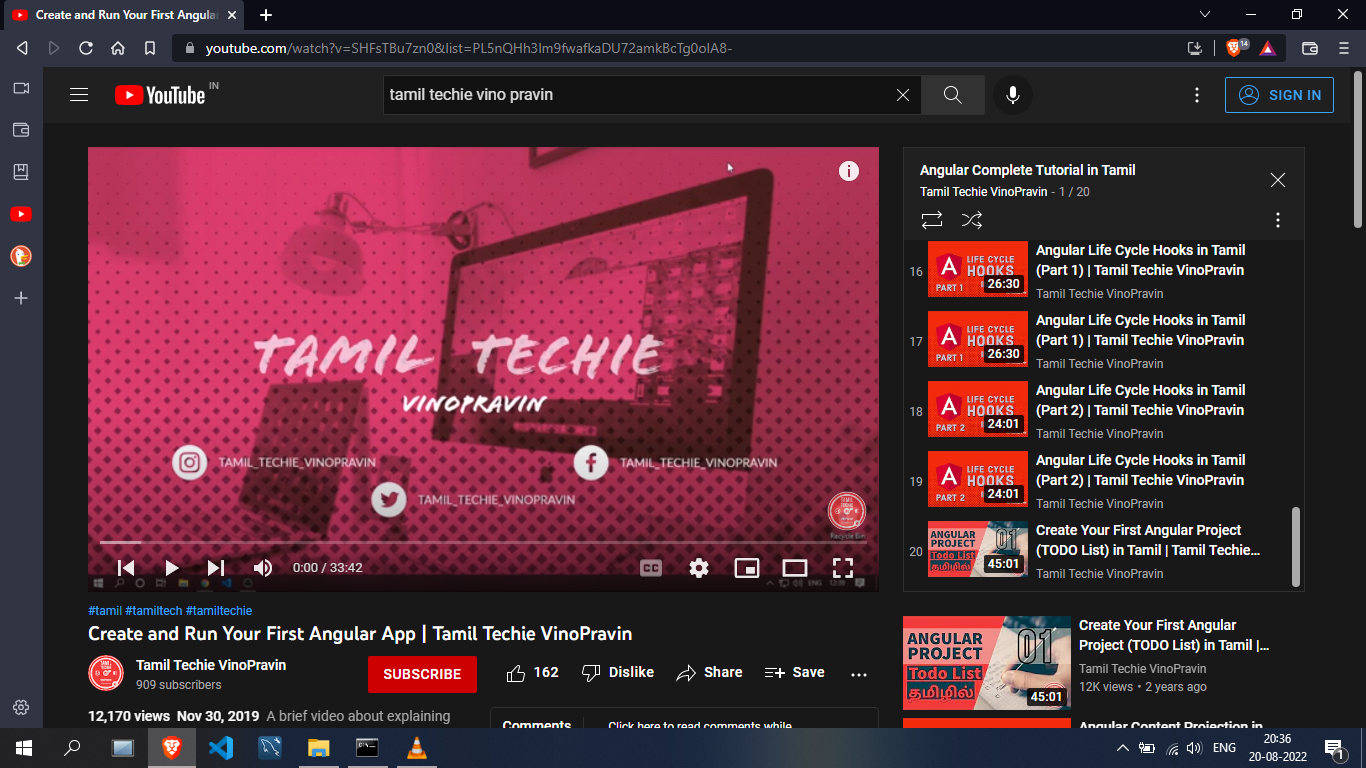 Create and Run Your First Angular
youtube.com/watch?v=SHFsTBu7zn0&list=PL5nQHh3Im9fwafkaDU72amkBcTg0olA8-
14
YouTube IN
tamil techie vino pravin
SIGN IN
TAMIL TECHIE
VINOPRAVIN
TAMIL_TECHIE_VINOPRAVIN
TAMIL_TECHIE_VINOPRAVIN
TAMIL_TECHIE_VINOPRAVIN
Recycle Bin
0:00 / 33:42
CC
#tamil #tamiltech #tamiltechie
Create and Run Your First Angular App | Tamil Techie VinoPravin
Tamil Techie VinoPravin
909 subscribers
SUBSCRIBE
162
Dislike
Share
Save
12,170 views Nov 30, 2019 A brief video about explaining
Comments
Click here to read comments while
Angular Complete Tutorial in Tamil
Tamil Techie VinoPravin - 1 / 20
16
LIFE CYCLE
HOOKS
PART 1
26:30
Angular Life Cycle Hooks in Tamil
(Part 1) | Tamil Techie VinoPravin
Tamil Techie VinoPravin
17
LIFE CYCLE
HOOKS
PART 1
26:30
Angular Life Cycle Hooks in Tamil
(Part 1) | Tamil Techie VinoPravin
Tamil Techie VinoPravin
18
LIFE CYCLE
HOOKS
PART 2
24:01
Angular Life Cycle Hooks in Tamil
(Part 2) | Tamil Techie VinoPravin
Tamil Techie VinoPravin
19
LIFE CYCLE
HOOKS
PART 2
24:01
Angular Life Cycle Hooks in Tamil
(Part 2) | Tamil Techie VinoPravin
Tamil Techie VinoPravin
20
ANGULAR
PROJECT
Todo List
தமிழில்
01
45:01
Create Your First Angular Project
(TODO List) in Tamil | Tamil Techie...
Tamil Techie VinoPravin
ANGULAR
PROJECT
Todo List
தமிழில்
01
45:01
Create Your First Angular
Project (TODO List) in Tamil |...
Tamil Techie VinoPravin
12K views • 2 years ago
Angular Content Projection in
ENG
20:36
20-08-2022
1